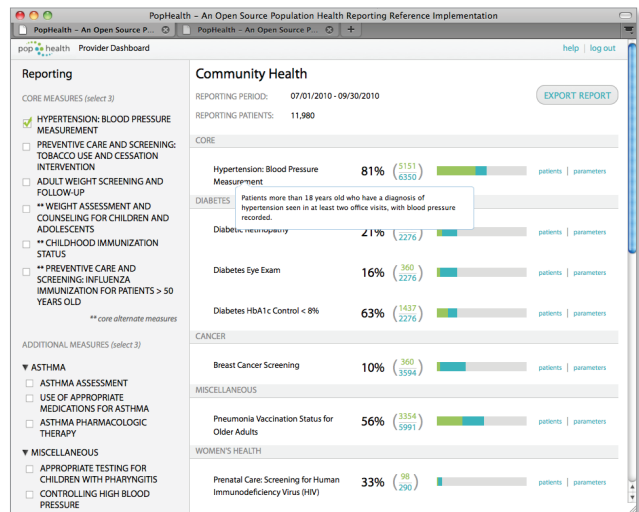 PopHealth – An Open Source Population Health Reporting Reference Implementation
PopHealth – An Open Source P...
PopHealth – An Open Source P...
pop health Provider Dashboard
help | log out
Reporting
CORE MEASURES (select 3)
HYPERTENSION: BLOOD PRESSURE
MEASUREMENT
PREVENTIVE CARE AND SCREENING:
TOBACCO USE AND CESSATION
INTERVENTION
ADULT WEIGHT SCREENING AND
FOLLOW-UP
** WEIGHT ASSESSMENT AND
COUNSELING FOR CHILDREN AND
ADOLESCENTS
** CHILDHOOD IMMUNIZATION
STATUS
** PREVENTIVE CARE AND
SCREENING: INFLUENZA
IMMUNIZATION FOR PATIENTS > 50
YEARS OLD
** core alternate measures
ADDITIONAL MEASURES (select 3)
▼ ASTHMA
ASTHMA ASSESSMENT
USE OF APPROPRIATE
MEDICATIONS FOR ASTHMA
ASTHMA PHARMACOLOGIC
THERAPY
▼ MISCELLANEOUS
APPROPRIATE TESTING FOR
CHILDREN WITH PHARYNGITIS
CONTROLLING HIGH BLOOD
PRESSURE
Community Health
REPORTING PERIOD: 07/01/2010 - 09/30/2010
EXPORT REPORT
REPORTING PATIENTS: 11,980
CORE
Hypertension: Blood Pressure
Measurement
81% (5151
6350)
patients | parameters
Patients more than 18 years old who have a diagnosis of
hypertension seen in at least two office visits, with blood pressure
recorded.
DIABETES
Diabetic Retinopathy
21% (
2276)
patients | parameters
Diabetes Eye Exam
16% (360
2276)
patients | parameters
Diabetes HbA1c Control < 8%
63% (1437
2276)
patients | parameters
CANCER
Breast Cancer Screening
10% (360
3594)
patients | parameters
MISCELLANEOUS
Pneumonia Vaccination Status for
Older Adults
56% (3354
5991)
patients | parameters
WOMEN'S HEALTH
Prenatal Care: Screening for Human
Immunodeficiency Virus (HIV)
33% (98
290)
patients | parameters